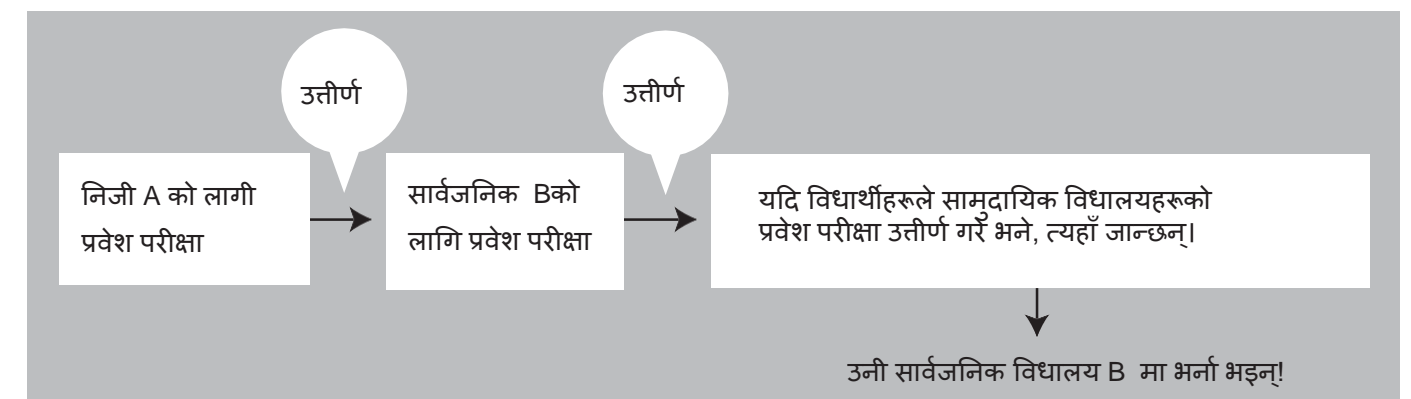 उत्तीर्ण
उत्तीर्ण
निजी A को लागी
प्रवेश परीक्षा
सार्वजनिक Bको
लागि प्रवेश परीक्षा
यदि विधार्थीहरूले सामुदायिक विधालयहरूको
प्रवेश परीक्षा उत्तीर्ण गरे भने, त्यहाँ जान्छन्।
उनी सार्वजनिक विधालय B मा भर्ना भइन्!